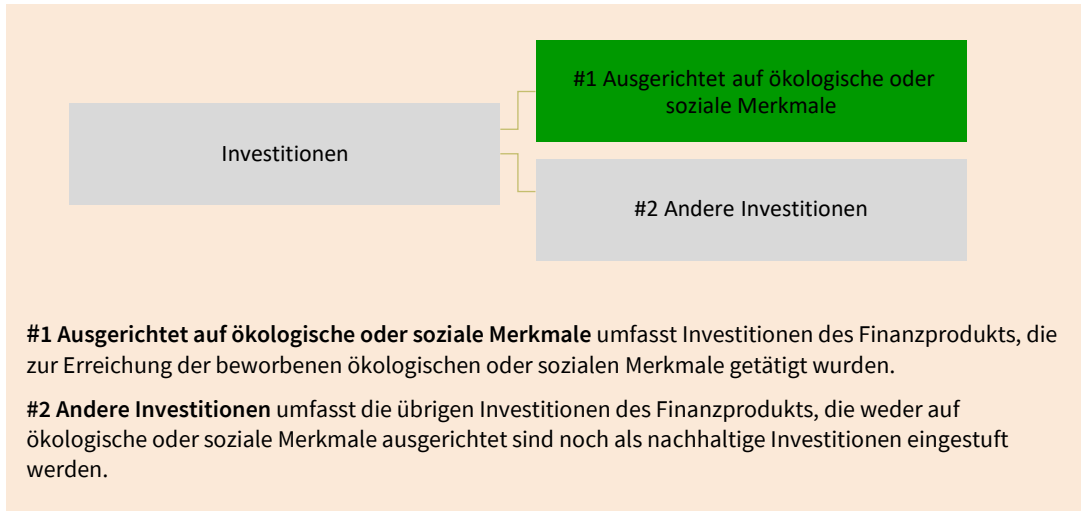 #1 Ausgerichtet auf ökologische oder
soziale Merkmale
Investitionen
#2 Andere Investitionen
#1 Ausgerichtet auf ökologische oder soziale Merkmale umfasst Investitionen des Finanzprodukts, die
zur Erreichung der beworbenen ökologischen oder sozialen Merkmale getätigt wurden.
#2 Andere Investitionen umfasst die übrigen Investitionen des Finanzprodukts, die weder auf
ökologische oder soziale Merkmale ausgerichtet sind noch als nachhaltige Investitionen eingestuft
werden.